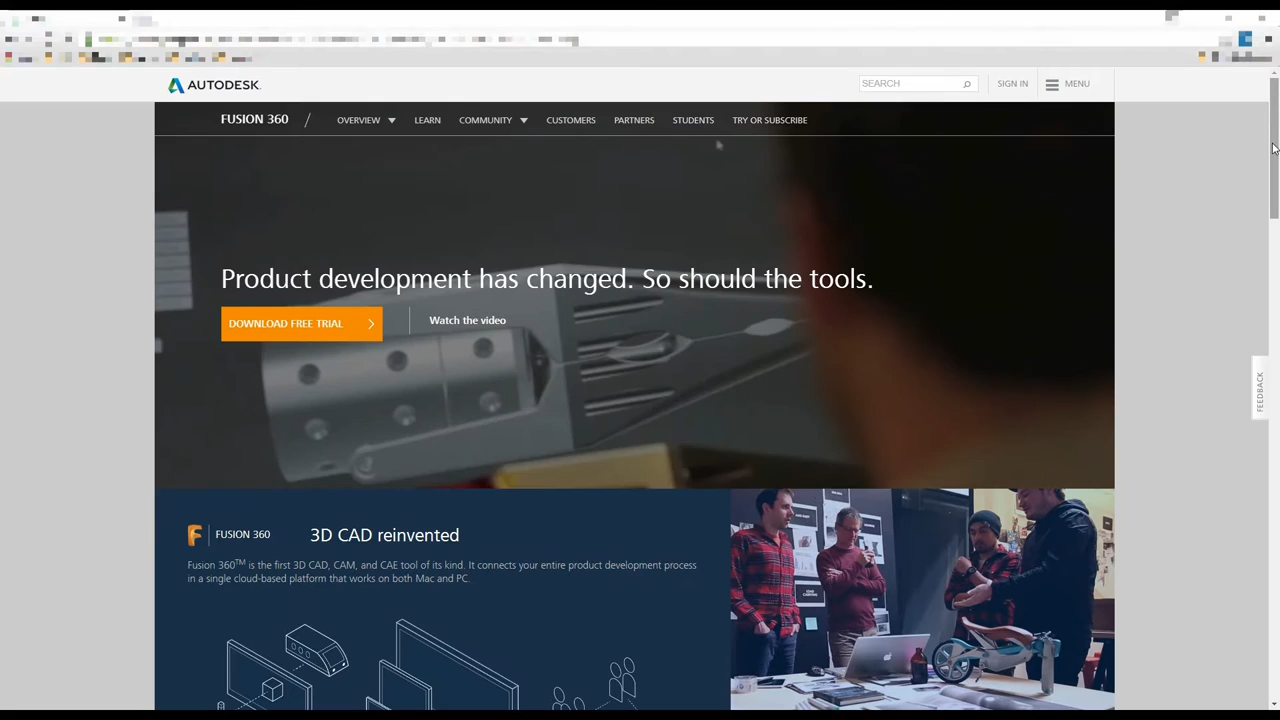 AUTODESK.
SEARCH
SIGN IN
MENU
FUSION 360 / OVERVIEW LEARN COMMUNITY CUSTOMERS PARTNERS STUDENTS TRY OR SUBSCRIBE
Product development has changed. So should the tools.
DOWNLOAD FREE TRIAL
Watch the video
FEEDBACK
F FUSION 360
3D CAD reinvented
Fusion 360TM is the first 3D CAD, CAM, and CAE tool of its kind. It connects your entire product development process
in a single cloud-based platform that works on both Mac and PC.